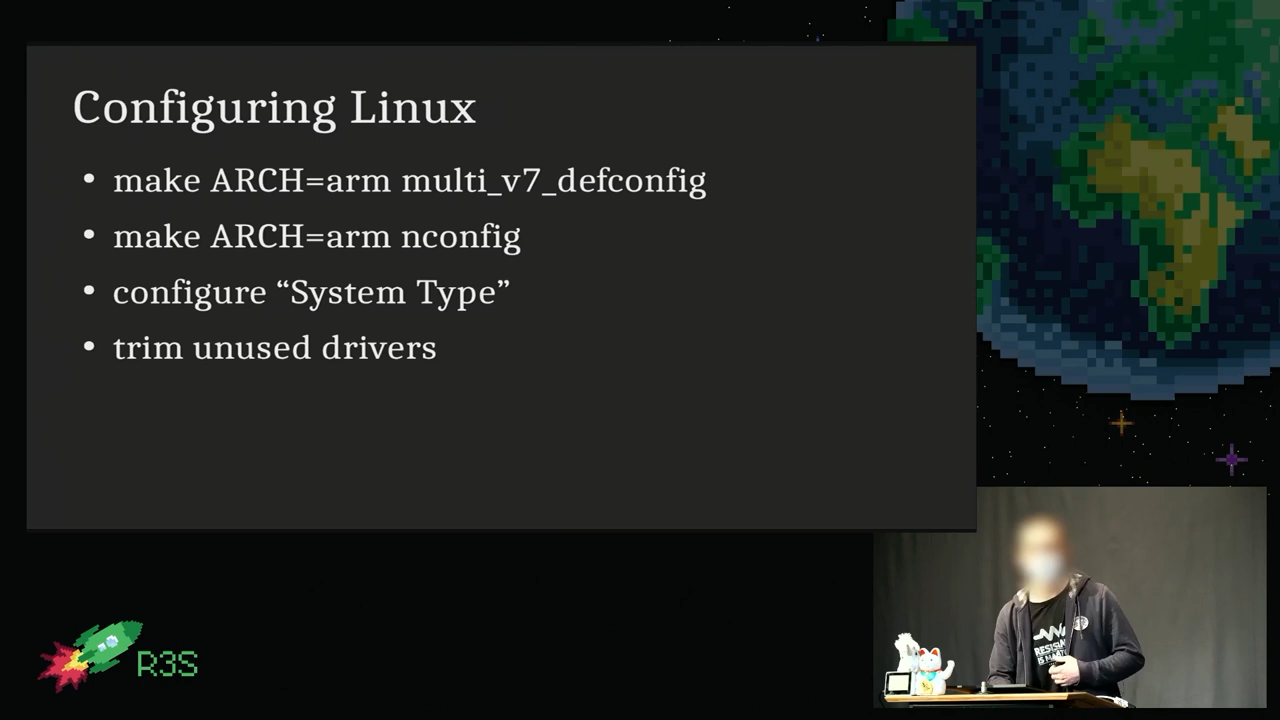 Configuring Linux
• make ARCH=arm multi_v7_defconfig
• make ARCH=arm nconfig
• configure “System Type”
• trim unused drivers
R3S